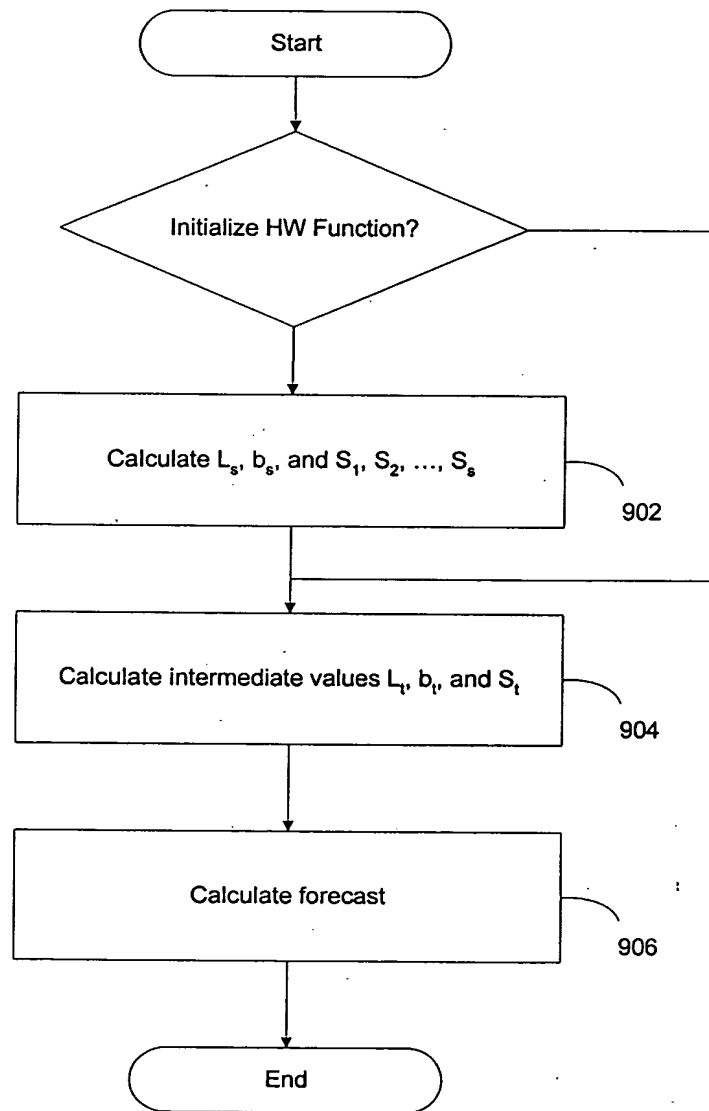 Start
Initialize HW Function?
Calculate Lₛ, bₛ, and S₁, S₂, ..., Sₛ
902
Calculate intermediate values Lₜ, bₜ, and Sₜ
904
Calculate forecast
906
End